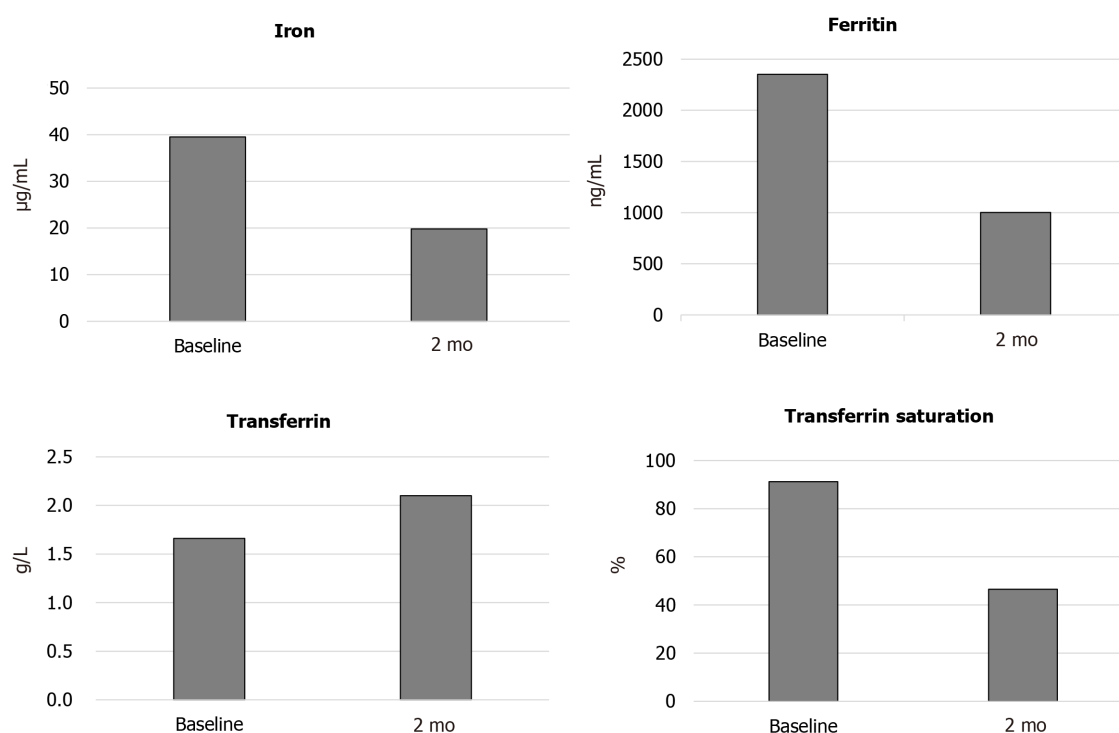 Iron
50
40
30
20
10
0
µg/mL
Baseline 2 mo
Ferritin
2500
2000
1500
1000
500
0
ng/mL
Baseline 2 mo
Transferrin
2.5
2.0
1.5
1.0
0.5
0.0
g/L
Baseline 2 mo
Transferrin saturation
100
80
60
40
20
0
%
Baseline 2 mo